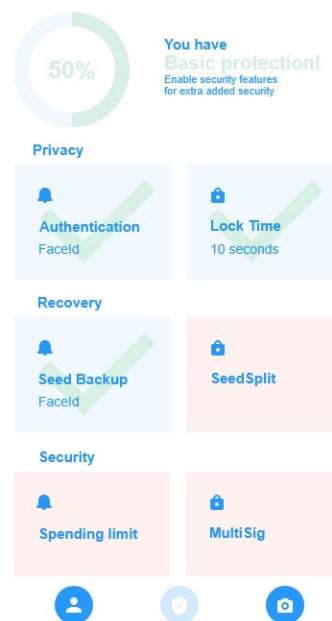 50%
You have
Basic protection!
Enable security features
for extra added security
Privacy
Authentication
FaceId
Lock Time
10 seconds
Recovery
Seed Backup
FaceId
SeedSplit
Security
Spending limit
MultiSig